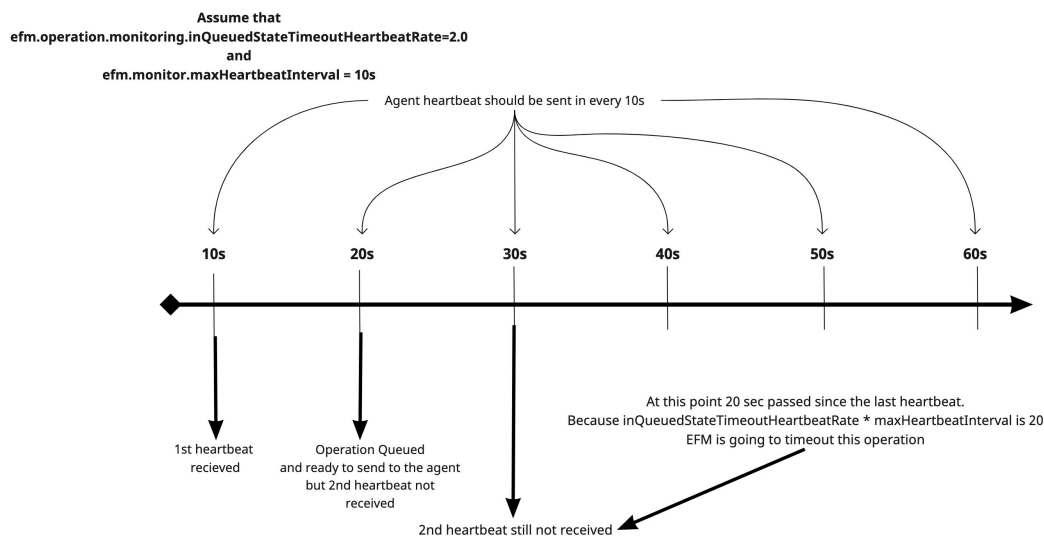 Assume that
efm.operation.monitoring.inQueuedStateTimeoutHeartbeatRate=2.0
and
efm.monitor.maxHeartbeatInterval = 10s
Agent heartbeat should be sent in every 10s
10s
20s
30s
40s
50s
60s
At this point 20 sec passed since the last heartbeat.
Because inQueuedStateTimeoutHeartbeatRate * maxHeartbeatInterval is 20
EFM is going to timeout this operation
1st heartbeat
recieved
Operation Queued
and ready to send to the agent
but 2nd heartbeat not
received
2nd heartbeat still not received